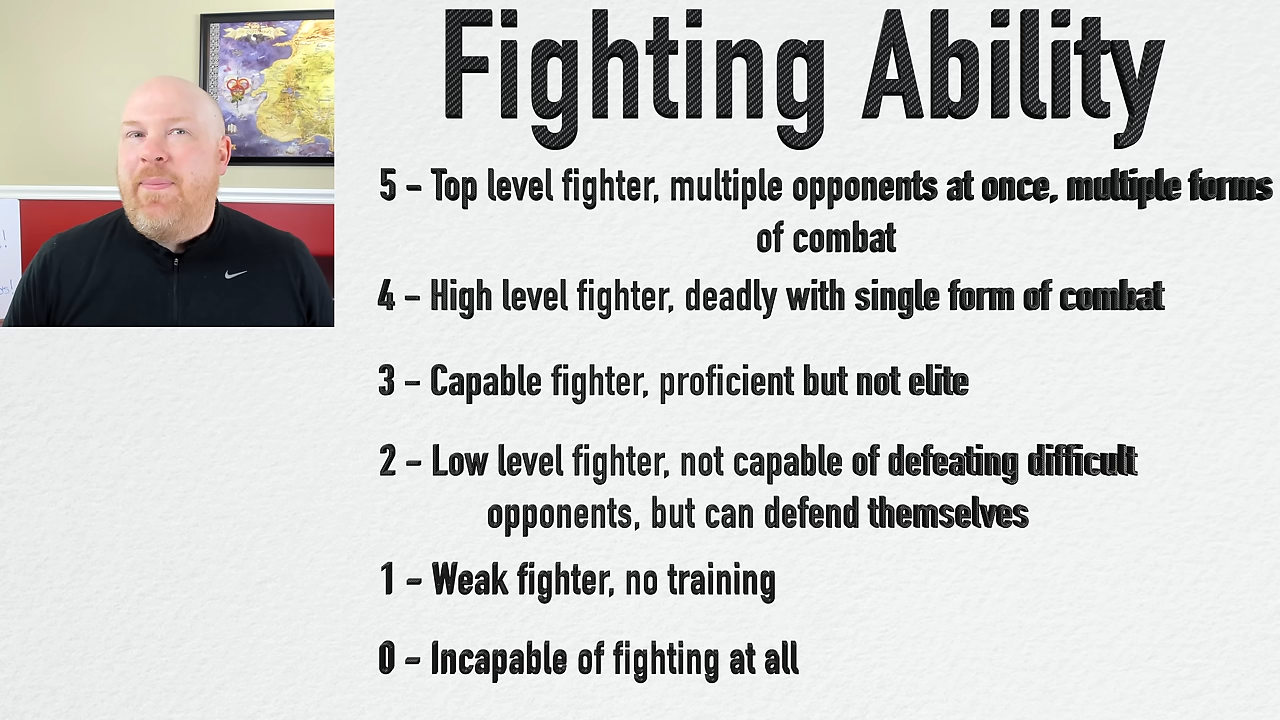 Fighting Ability
5 - Top level fighter, multiple opponents at once, multiple forms
of combat
4 - High level fighter, deadly with single form of combat
3 - Capable fighter, proficient but not elite
2 - Low level fighter, not capable of defeating difficult
opponents, but can defend themselves
1 - Weak fighter, no training
0 - Incapable of fighting at all